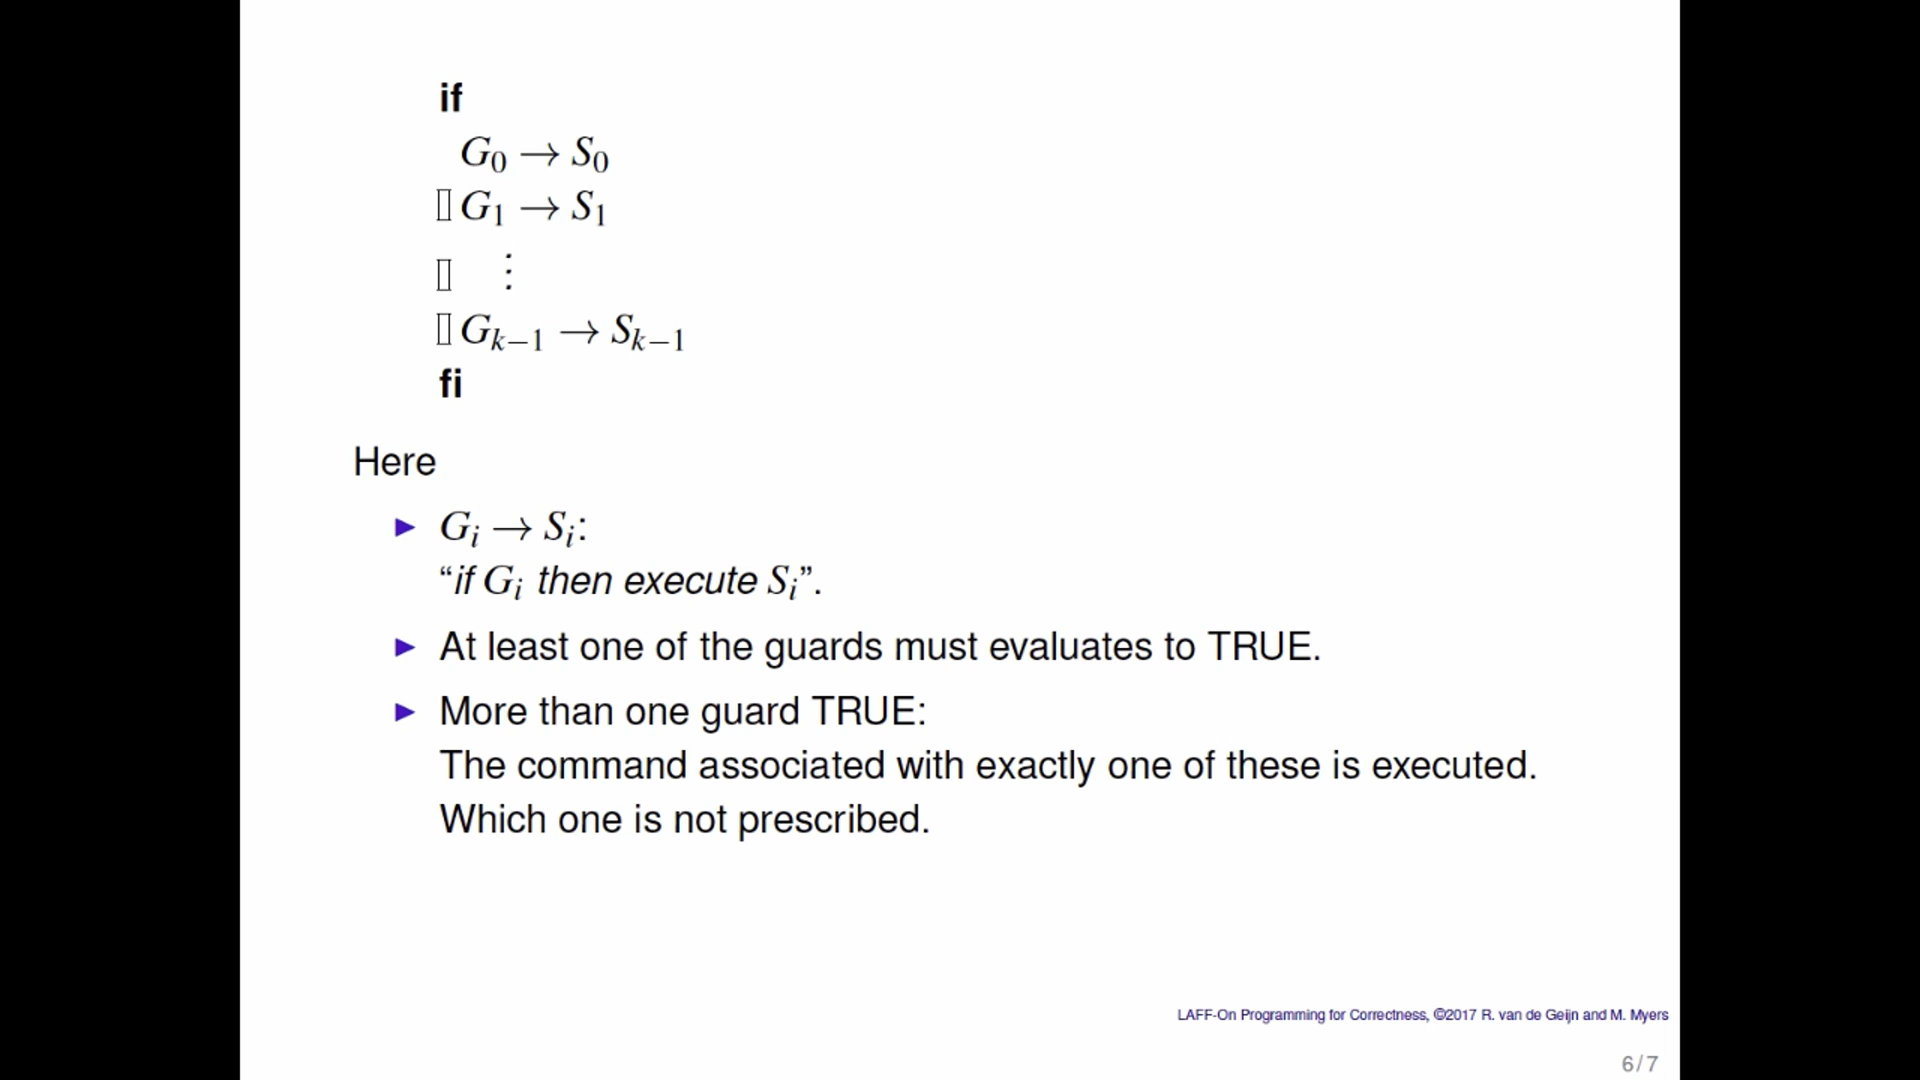 if
G₀ → S₀
▯ G₁ → S₁
▯ ⋮
▯ Gₖ₋₁ → Sₖ₋₁
fi
Here
▶ Gᵢ → Sᵢ:
“if Gᵢ then execute Sᵢ”.
▶ At least one of the guards must evaluates to TRUE.
▶ More than one guard TRUE:
The command associated with exactly one of these is executed.
Which one is not prescribed.
LAFF-On Programming for Correctness, ©2017 R. van de Geijn and M. Myers
6/7